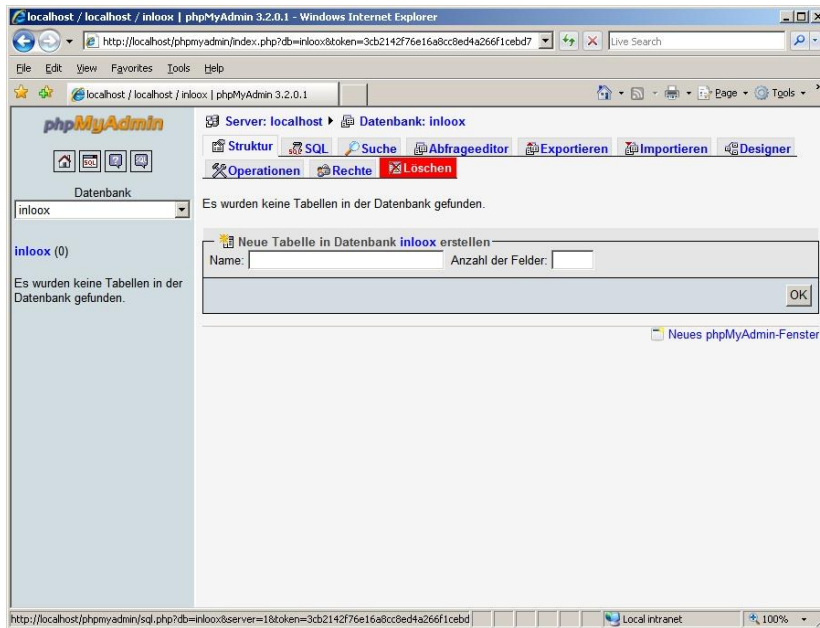 localhost / localhost / inloox | phpMyAdmin 3.2.0.1 - Windows Internet Explorer
http://localhost/phpmyadmin/index.php?db=inloox&token=3cb2142f76e16a8cc8ed4a266f1cebd7
Live Search
File Edit View Favorites Tools Help
localhost / localhost / inloox | phpMyAdmin 3.2.0.1
Page Tools
phpMyAdmin
SQL
Datenbank
inloox
inloox (0)
Es wurden keine Tabellen in der
Datenbank gefunden.
Server: localhost Datenbank: inloox
Struktur SQL Suche Abfrageeditor Exportieren Importieren Designer
Operationen Rechte Löschen
Es wurden keine Tabellen in der Datenbank gefunden.
Neue Tabelle in Datenbank inloox erstellen
Name: Anzahl der Felder:
OK
Neues phpMyAdmin-Fenster
http://localhost/phpmyadmin/sql.php?db=inloox&server=1&token=3cb2142f76e16a8cc8ed4a266f1cebd
Local intranet
100%